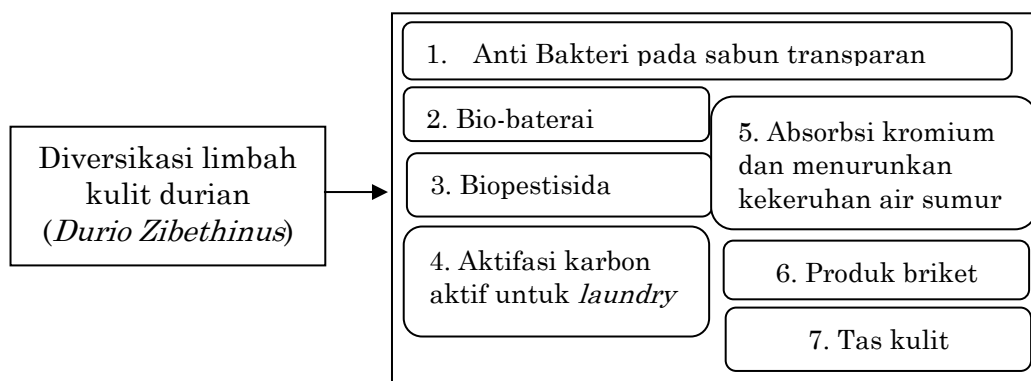 Diversikasi limbah
kulit durian
(Durio Zibethinus)
1. Anti Bakteri pada sabun transparan
2. Bio-baterai
3. Biopestisida
4. Aktifasi karbon
aktif untuk laundry
5. Absorbsi kromium
dan menurunkan
kekeruhan air sumur
6. Produk briket
7. Tas kulit